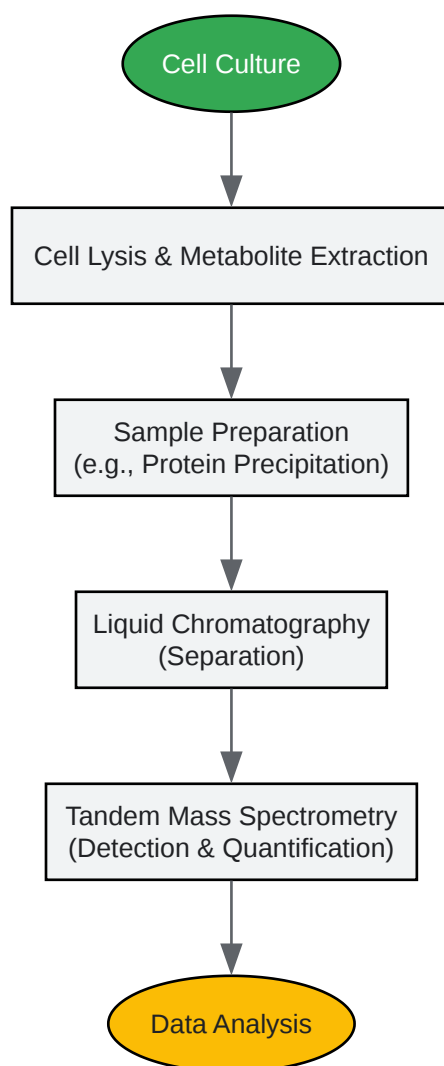 Cell Culture
Cell Lysis & Metabolite Extraction
Sample Preparation
(e.g., Protein Precipitation)
Liquid Chromatography
(Separation)
Tandem Mass Spectrometry
(Detection & Quantification)
Data Analysis